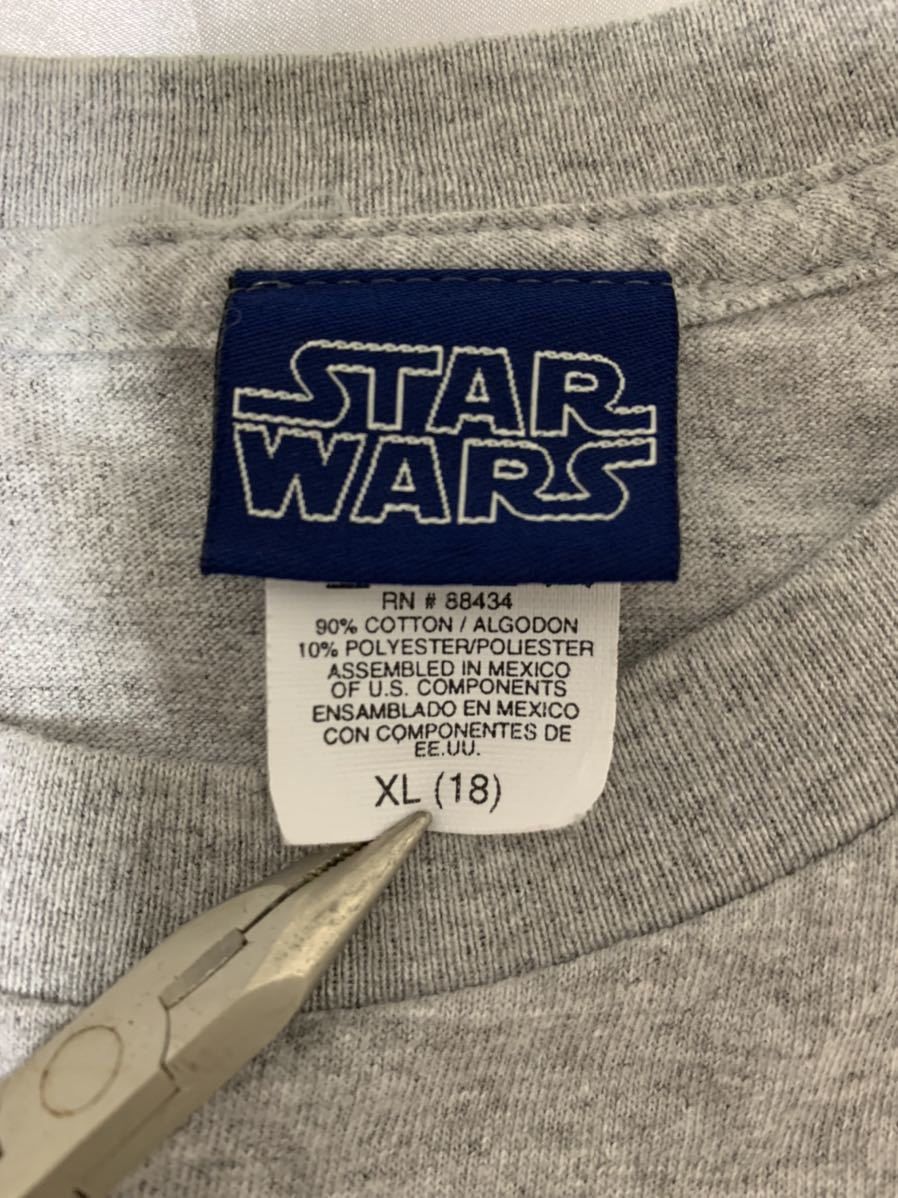 STAR
WARS
RN # 88434
90% COTTON / ALGODON
10% POLYESTER/POLIESTER
ASSEMBLED IN MEXICO
OF U.S. COMPONENTS
ENSAMBLADO EN MEXICO
CON COMPONENTES DE
EE.UU.
XL (18)